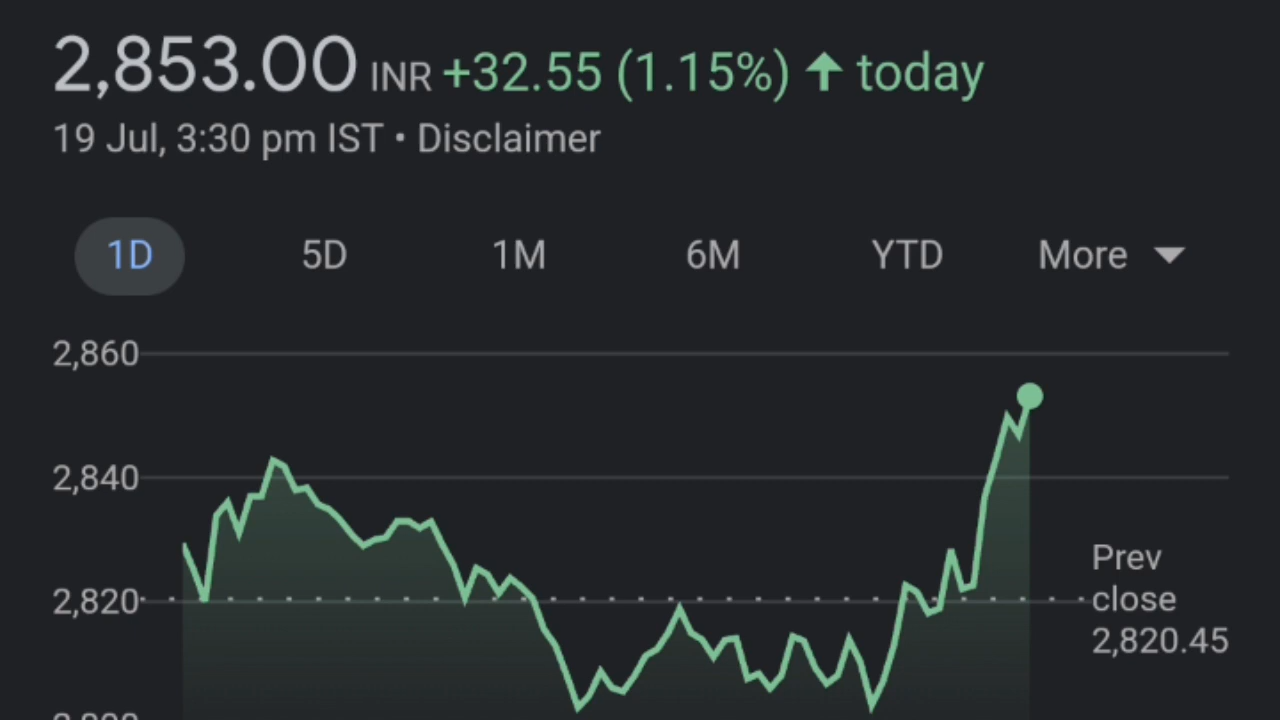 2,853.00 INR +32.55 (1.15%) ↑ today
19 Jul, 3:30 pm IST • Disclaimer
1D 5D 1M 6M YTD More
2,860
2,840
2,820
Prev
close
2,820.45